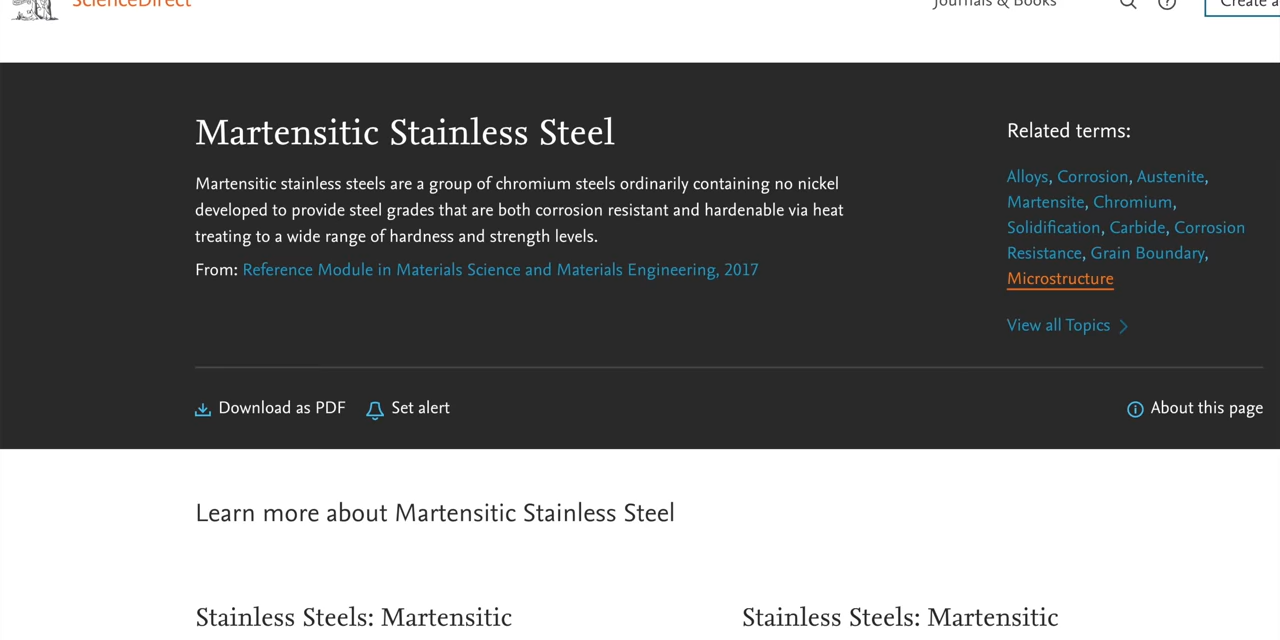 ScienceDirect
Journals & Books
Create a
Martensitic Stainless Steel
Martensitic stainless steels are a group of chromium steels ordinarily containing no nickel
developed to provide steel grades that are both corrosion resistant and hardenable via heat
treating to a wide range of hardness and strength levels.
From: Reference Module in Materials Science and Materials Engineering, 2017
Related terms:
Alloys, Corrosion, Austenite,
Martensite, Chromium,
Solidification, Carbide, Corrosion
Resistance, Grain Boundary,
Microstructure
View all Topics
Download as PDF
Set alert
About this page
Learn more about Martensitic Stainless Steel
Stainless Steels: Martensitic
Stainless Steels: Martensitic